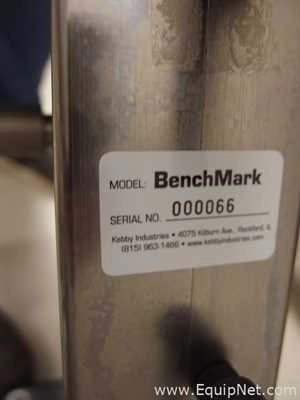 MODEL: BenchMark
SERIAL NO. 000066
Kebby Industries • 4075 Kilburn Ave., Rockford, IL
(815) 963-1466 • www.kebbyindustries.com
www.EquipNet.com